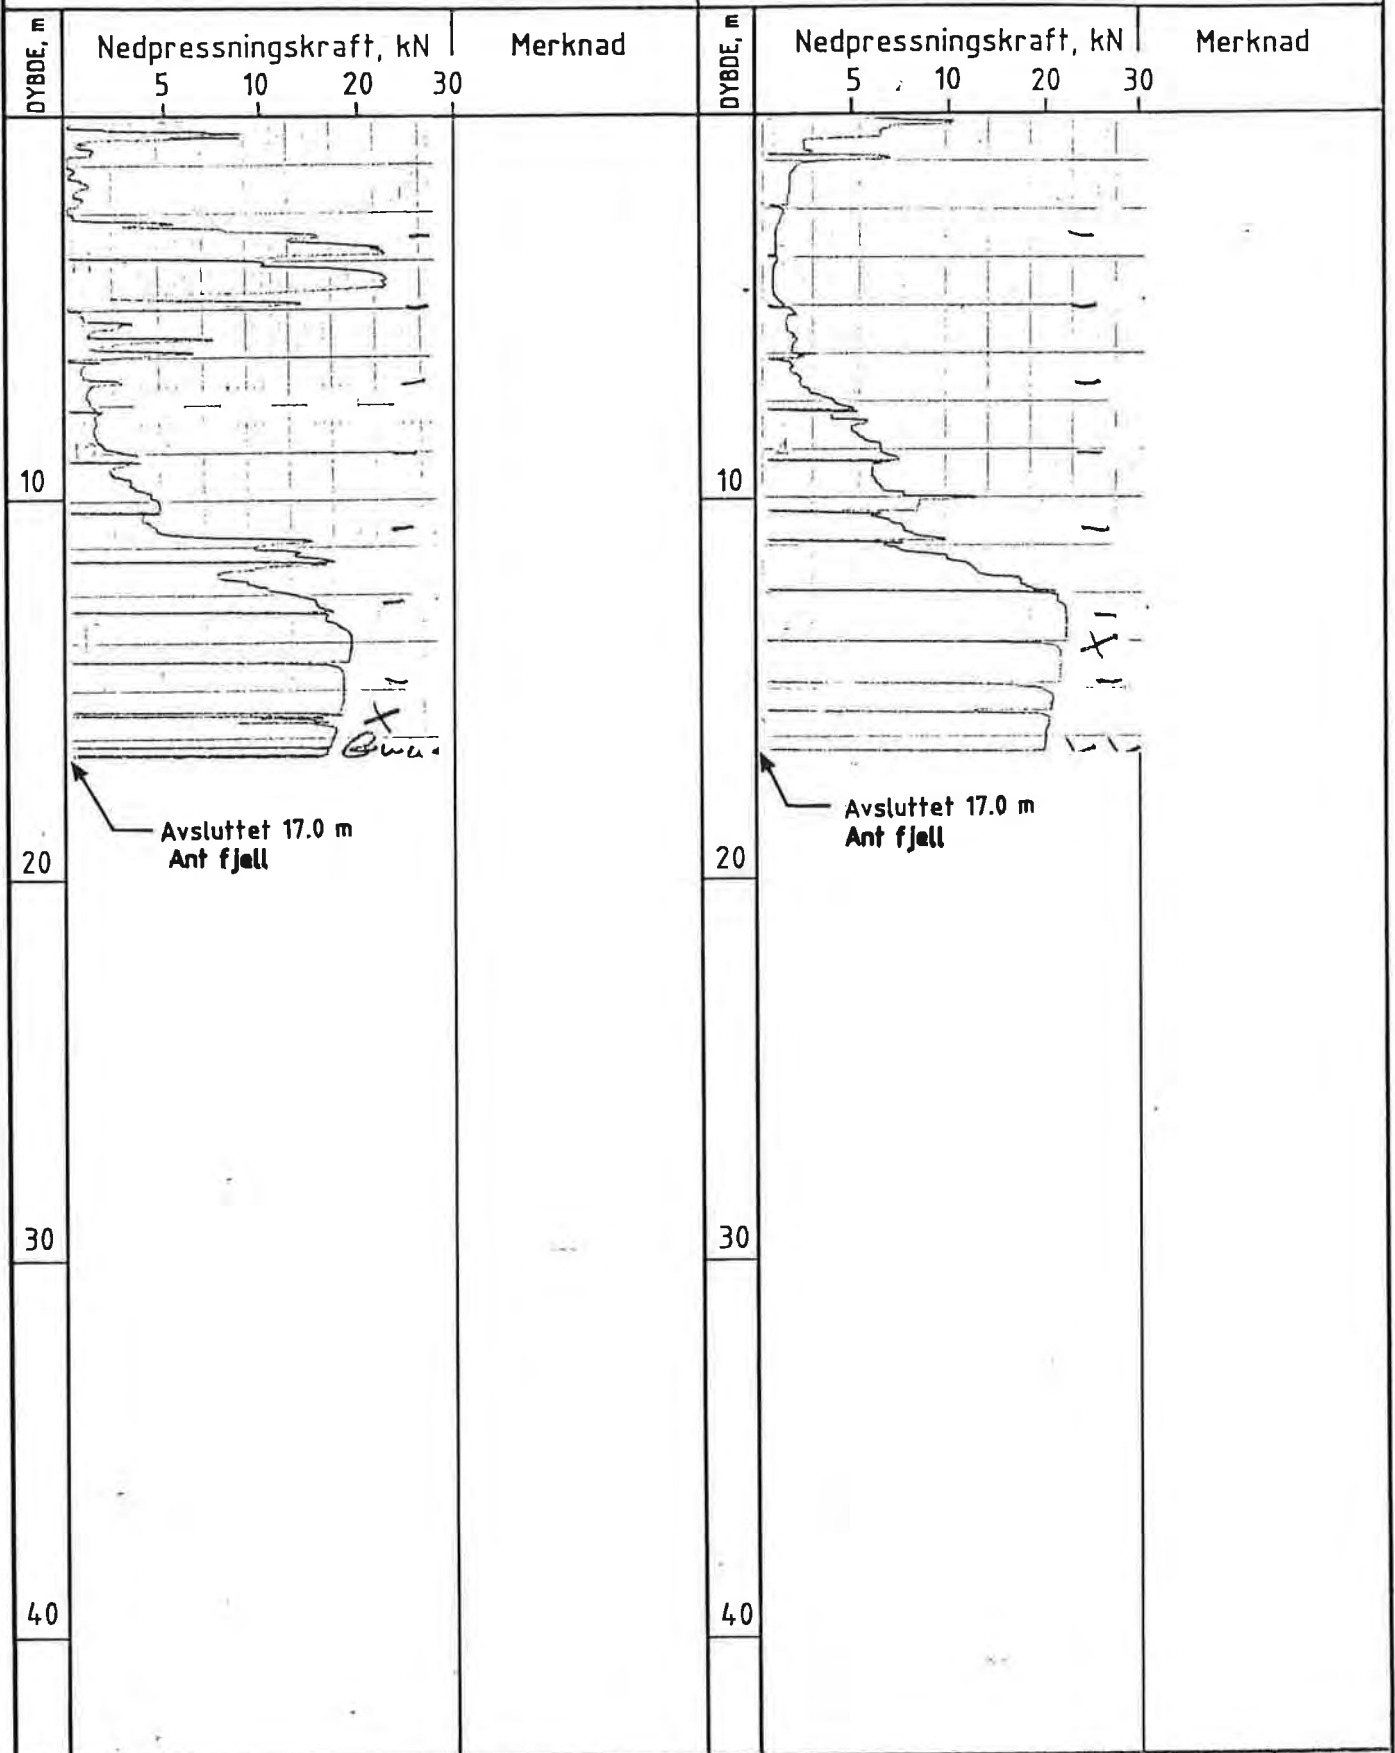 DYBDE, m
Nedpressningskraft, kN
Merknad
5 10 20 30
10
Avsluttet 17.0 m
Ant fjell
20
30
40
DYBDE, m
Nedpressningskraft, kN
Merknad
5 10 20 30
10
Avsluttet 17.0 m
Ant fjell
20
30
40